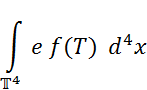 ∫_{𝕋⁴} e f(T) d⁴x